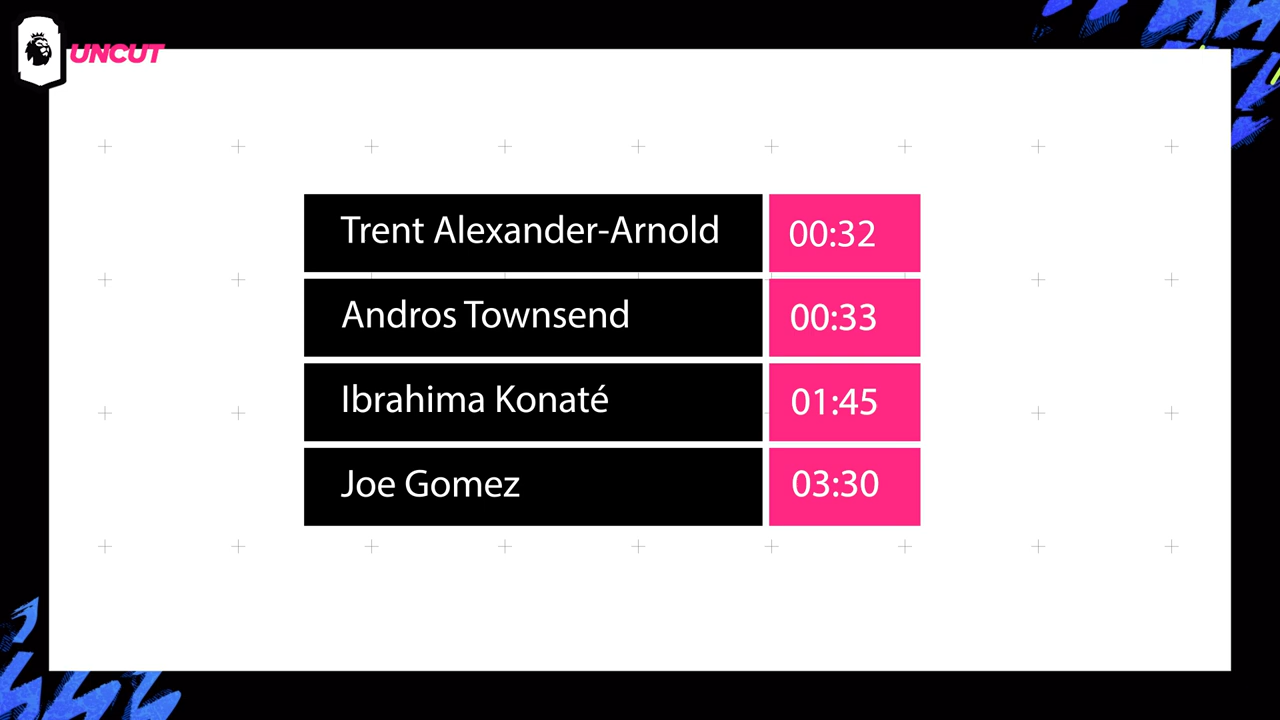 UNCUT
Trent Alexander-Arnold 00:32
Andros Townsend 00:33
Ibrahima Konaté 01:45
Joe Gomez 03:30